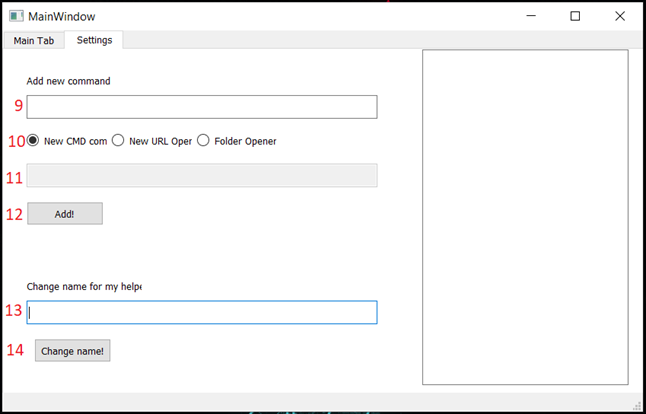 MainWindow
Main Tab Settings
Add new command
9
10 New CMD com New URL Oper Folder Opener
11
12 Add!
Change name for my helpe
13
14 Change name!